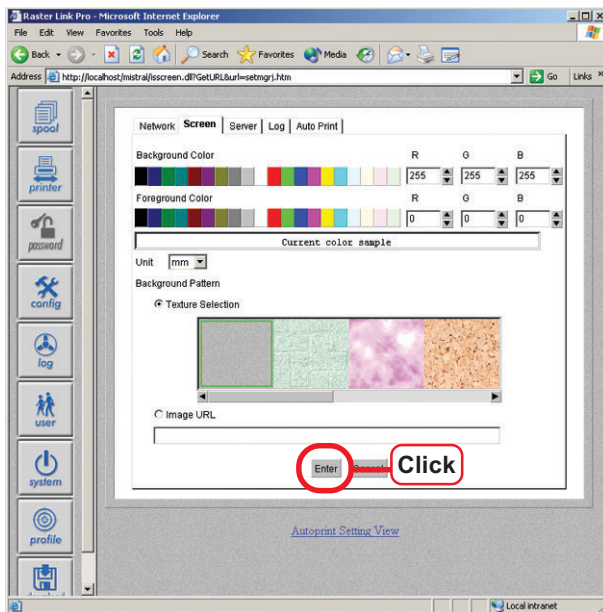 Raster Link Pro - Microsoft Internet Explorer
File Edit View Favorites Tools Help
Back Search Favorites Media
Address http://localhost/mistral/isscreen.dll?GetURL&url=setmgrj.htm Go Links
spool
printer
password
config
log
user
system
profile
Network Screen Server Log Auto Print
Background Color R G B
255 255 255
Foreground Color R G B
0 0 0
Current color sample
Unit mm
Background Pattern
Texture Selection
Image URL
Enter
Click
Autoprint Setting View
Local intranet